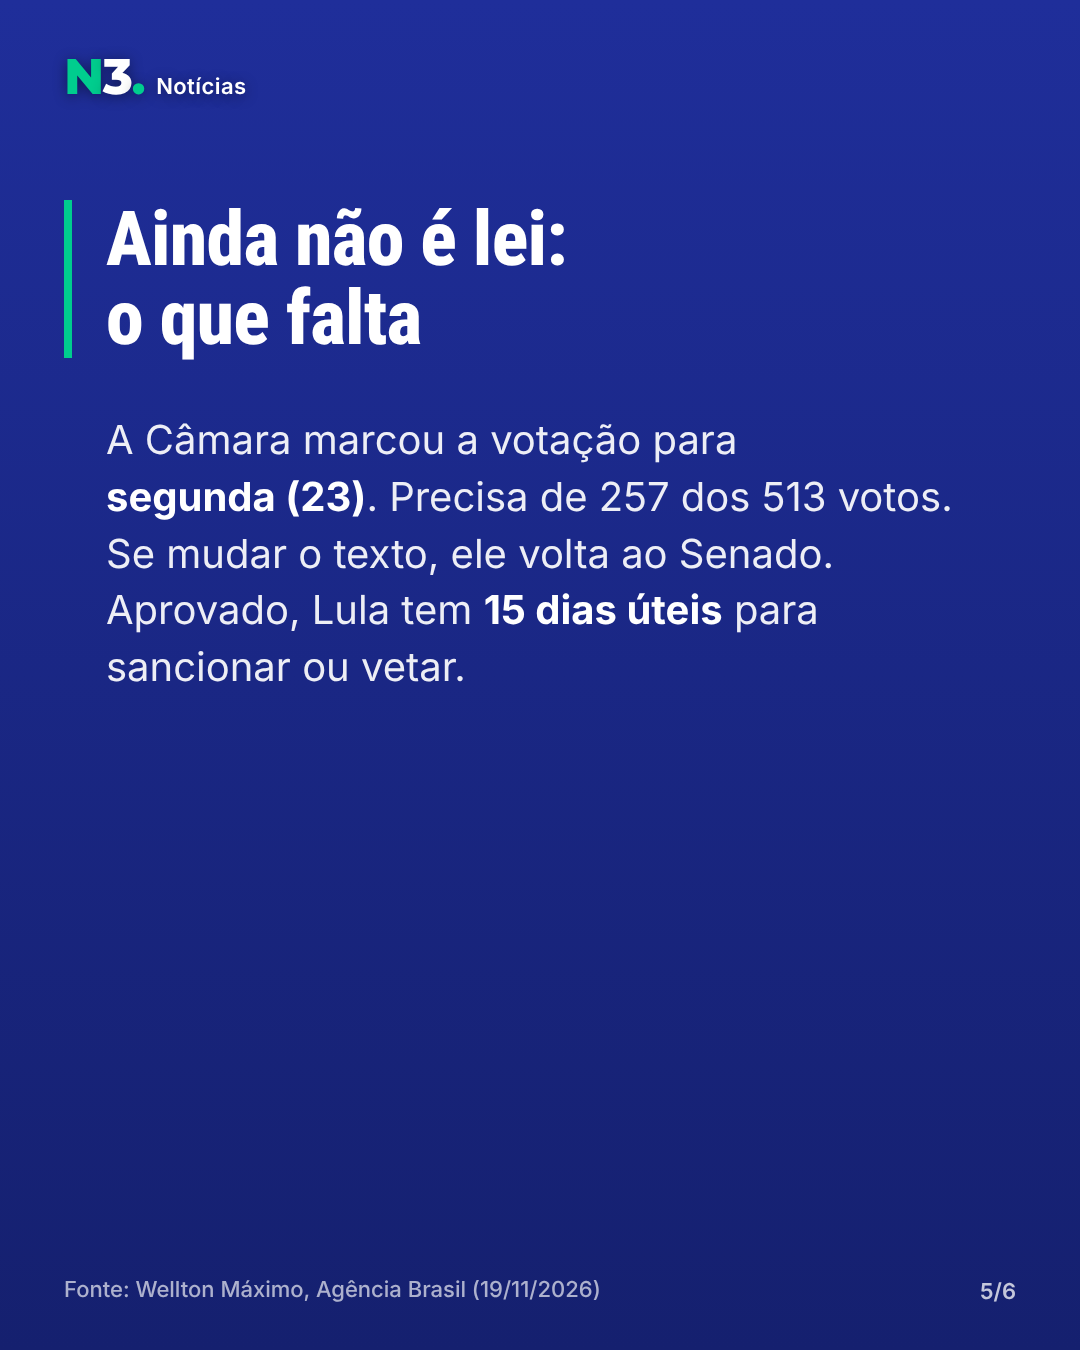 N3. Notícias
Ainda não é lei:
o que falta
A Câmara marcou a votação para
segunda (23). Precisa de 257 dos 513 votos.
Se mudar o texto, ele volta ao Senado.
Aprovado, Lula tem 15 dias úteis para
sancionar ou vetar.
Fonte: Wellton Máximo, Agência Brasil (19/11/2026)
5/6